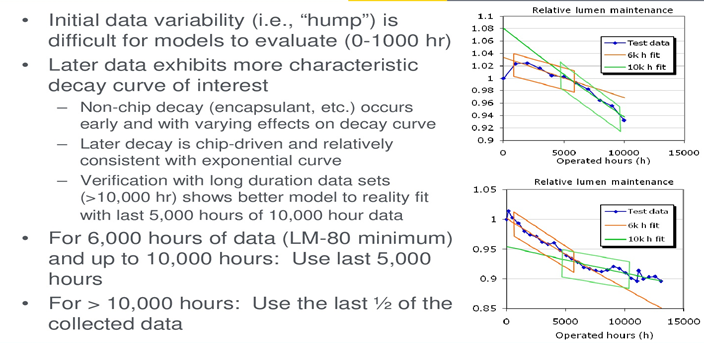 • Initial data variability (i.e., “hump”) is
difficult for models to evaluate (0-1000 hr)
• Later data exhibits more characteristic
decay curve of interest
– Non-chip decay (encapsulant, etc.) occurs
early and with varying effects on decay curve
– Later decay is chip-driven and relatively
consistent with exponential curve
– Verification with long duration data sets
(>10,000 hr) shows better model to reality fit
with last 5,000 hours of 10,000 hour data
• For 6,000 hours of data (LM-80 minimum)
and up to 10,000 hours: Use last 5,000
hours
• For > 10,000 hours: Use the last ½ of the
collected data
Relative lumen maintenance
1.1
1.08
1.06
1.04
1.02
1
0.98
0.96
0.94
0.92
0.9
Test data
6k h fit
10k h fit
0 5000 10000 15000
Operated hours (h)
Relative lumen maintenance
1.05
1
0.95
0.9
0.85
Test data
6k h fit
10k h fit
0 5000 10000 15000
Operated hours (h)